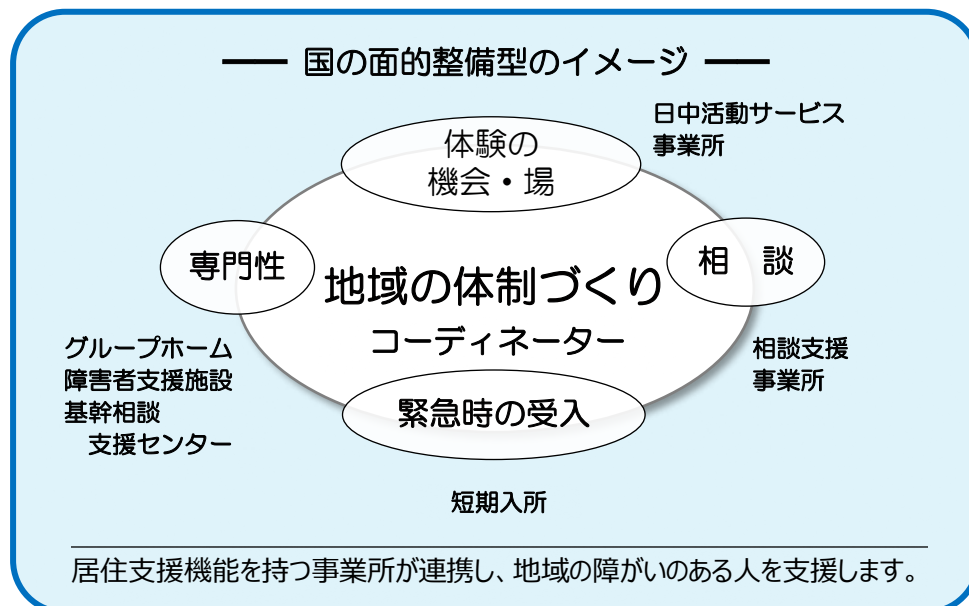 国の面的整備型のイメージ
日中活動サービス
事業所
体験の
機会・場
専門性
相 談
地域の体制づくり
コーディネーター
グループホーム
障害者支援施設
基幹相談
支援センター
相談支援
事業所
緊急時の受入
短期入所
居住支援機能を持つ事業所が連携し、地域の障がいのある人を支援します。